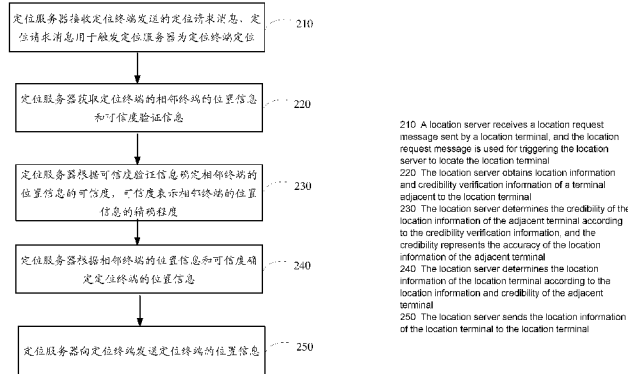 定位服务器接收定位终端发送的定位请求消息，定
位请求消息用于触发定位服务器为定位终端定位
210
定位服务器获取定位终端的相邻终端的位置信息
和可信度验证信息
220
定位服务器根据可信度验证信息确定相邻终端的
位置信息的可信度，可信度表示相邻终端的位置
信息的精确程度
230
定位服务器根据相邻终端的位置信息和可信度确
定定位终端的位置信息
240
定位服务器向定位终端发送定位终端的位置信息
250
210 A location server receives a location request
message sent by a location terminal, and the location
request message is used for triggering the location
server to locate the location terminal
220 The location server obtains location information
and credibility verification information of a terminal
adjacent to the location terminal
230 The location server determines the credibility of the
location information of the adjacent terminal according
to the credibility verification information, and the
credibility represents the accuracy of the location
information of the adjacent terminal
240 The location server determines the location
information of the location terminal according to the
location information and credibility of the adjacent
terminal
250 The location server sends the location information
of the location terminal to the location terminal